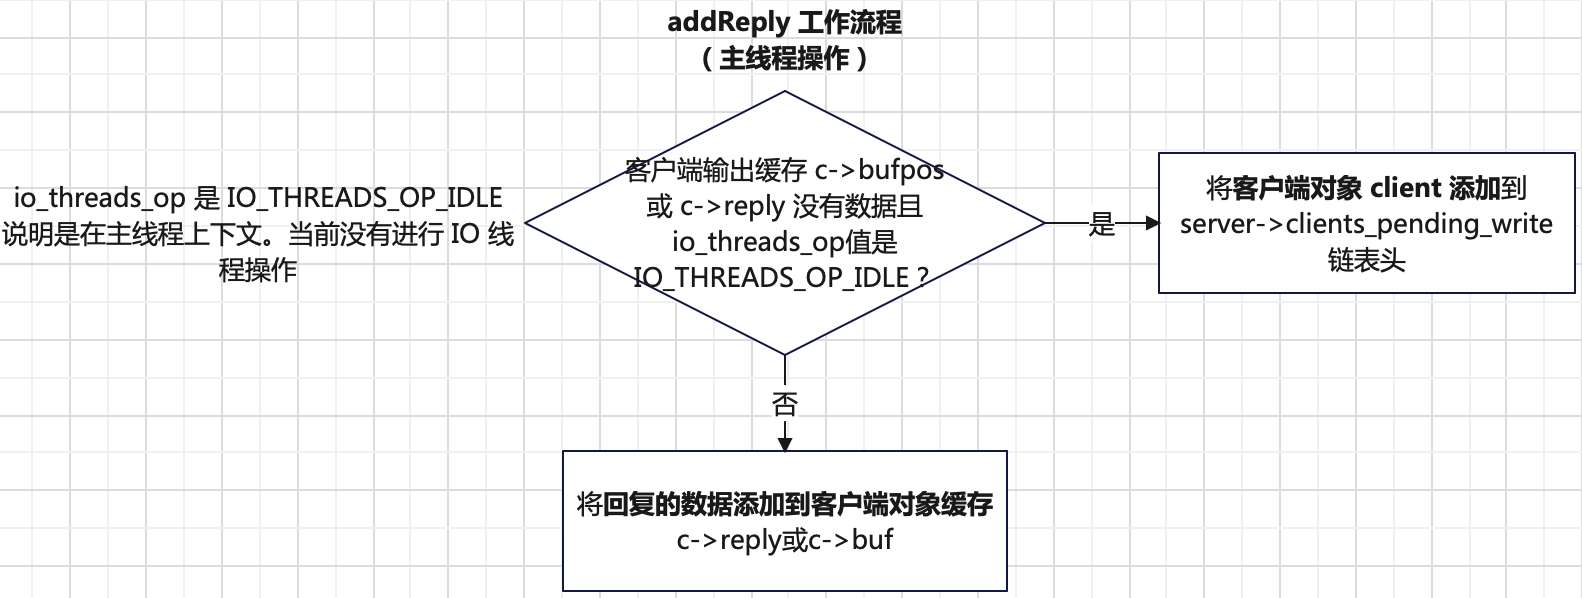 addReply 工作流程
（主线程操作）
io_threads_op 是 IO_THREADS_OP_IDLE
说明是在主线程上下文。当前没有进行 IO 线
程操作
客户端输出缓存 c->bufpos
或 c->reply 没有数据且
io_threads_op值是
IO_THREADS_OP_IDLE？
是
将客户端对象 client 添加到
server->clients_pending_write
链表头
否
将回复的数据添加到客户端对象缓存
c->reply或c->buf